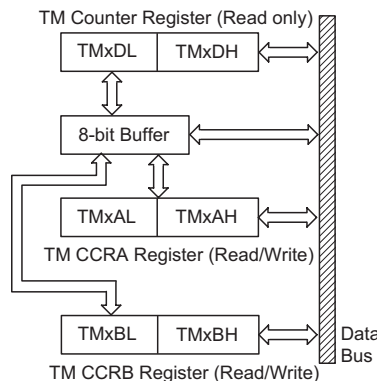 TM Counter Register (Read only)
TMxDL TMxDH
8-bit Buffer
TMxAL TMxAH
TM CCRA Register (Read/Write)
TMxBL TMxBH
TM CCRB Register (Read/Write)
Data
Bus